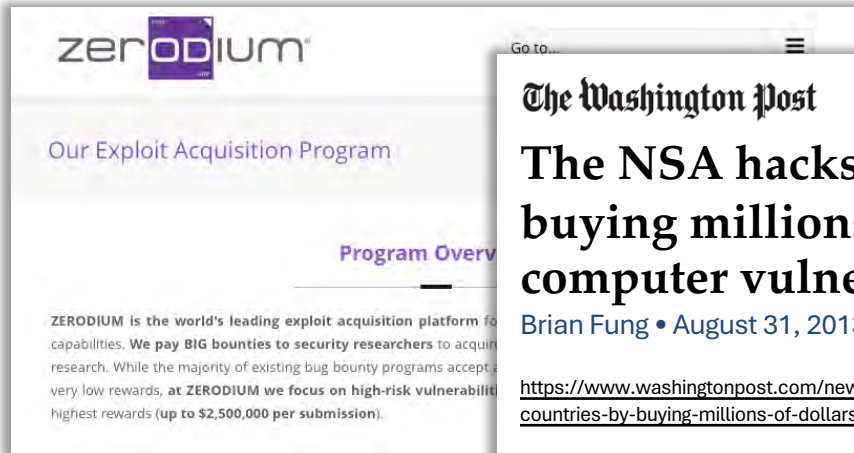 zerodium
Go to...
Our Exploit Acquisition Program
Program Overv
ZERODIUM is the world's leading exploit acquisition platform fo
capabilities. We pay BIG bounties to security researchers to acquire
research. While the majority of existing bug bounty programs accept a
very low rewards, at ZERODIUM we focus on high-risk vulnerabiliti
highest rewards (up to $2,500,000 per submission).
The Washington Post
The NSA hacks
buying millions
computer vulne
Brian Fung • August 31, 2013
https://www.washingtonpost.com/new
countries-by-buying-millions-of-dollars